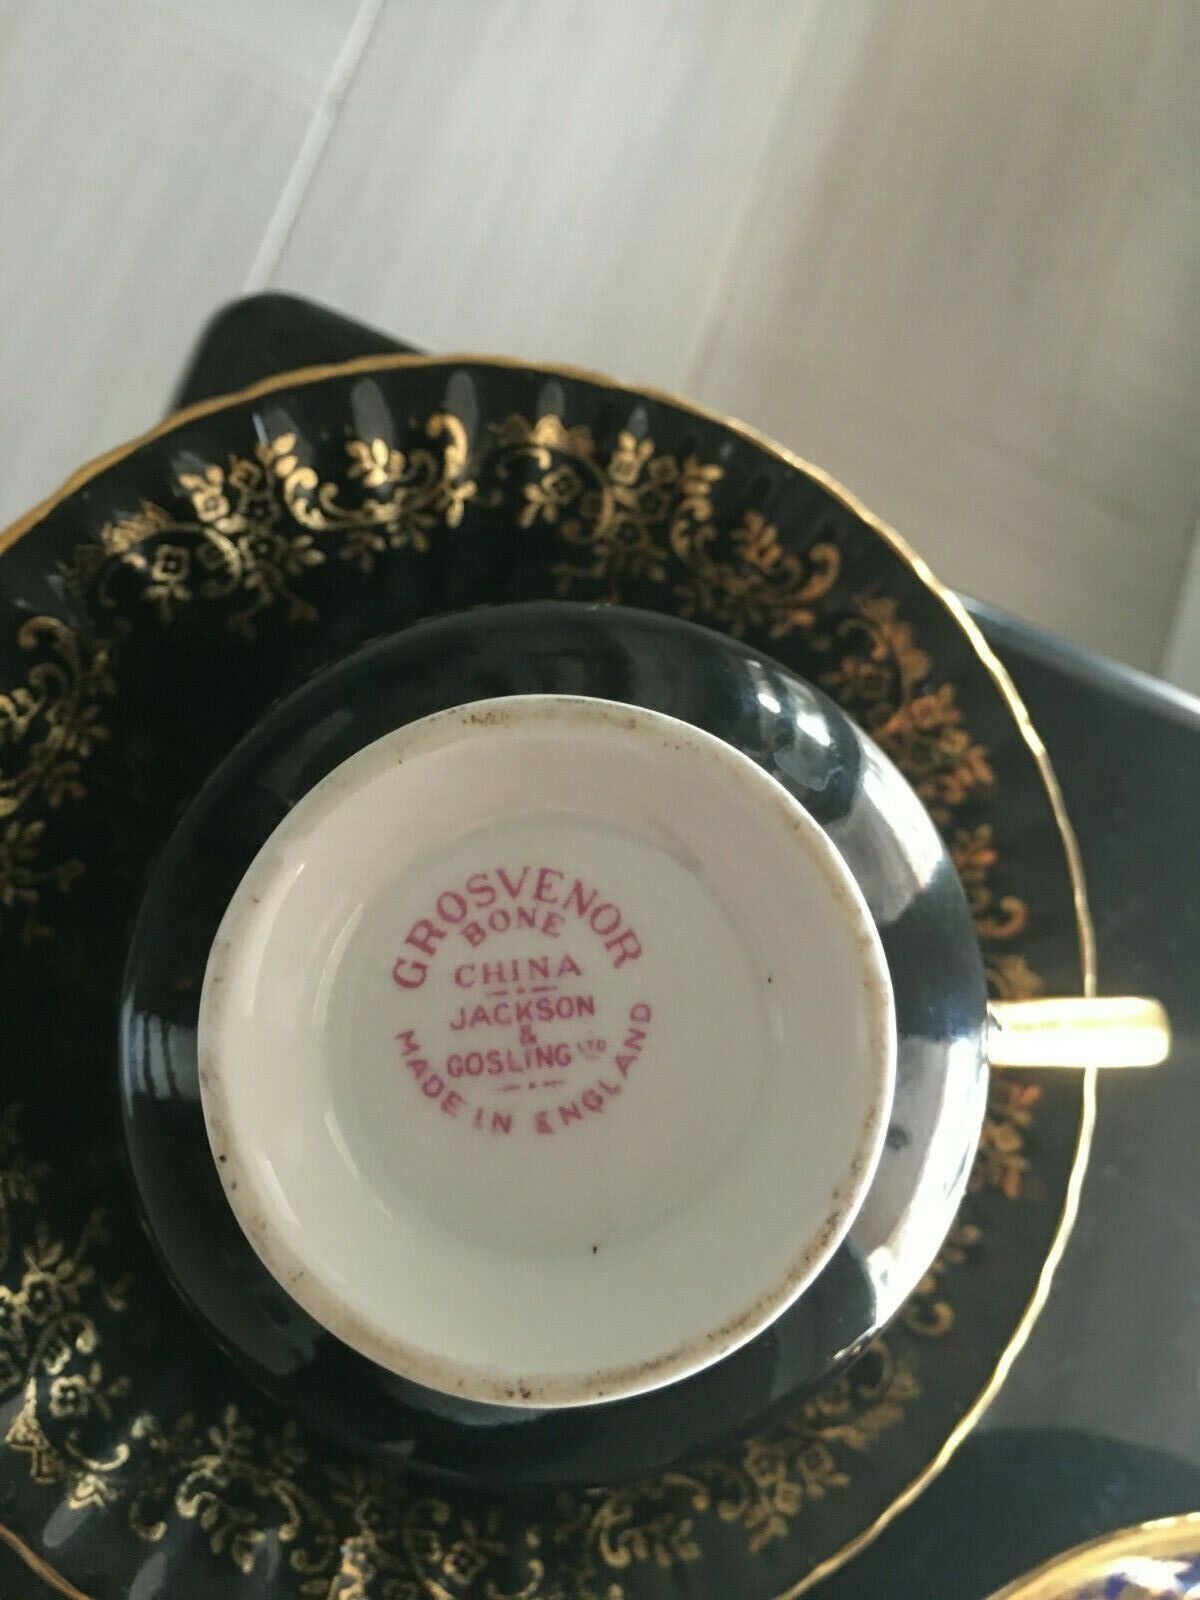 GROSVENOR
BONE
CHINA
JACKSON
&
GOSLING LTD
MADE IN ENGLAND